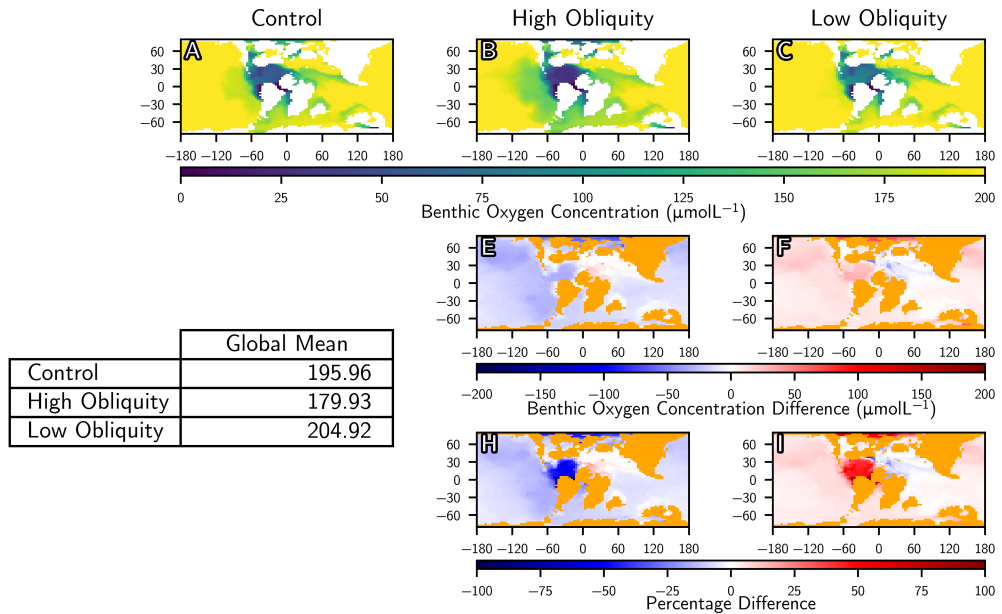 Control High Obliquity Low Obliquity
A B C
60 60 60
30 30 30
0 0 0
−30 −30 −30
−60 −60 −60
−180 −120 −60 0 60 120 180 −180 −120 −60 0 60 120 180 −180 −120 −60 0 60 120 180
0 25 50 75 100 125 150 175 200
Benthic Oxygen Concentration (μmolL⁻¹)
E F
60 60
30 30
0 0
−30 −30
−60 −60
−180 −120 −60 0 60 120 180 −180 −120 −60 0 60 120 180
−200 −150 −100 −50 0 50 100 150 200
Benthic Oxygen Concentration Difference (μmolL⁻¹)
Global Mean
Control 195.96
High Obliquity 179.93
Low Obliquity 204.92
H I
60 60
30 30
0 0
−30 −30
−60 −60
−180 −120 −60 0 60 120 180 −180 −120 −60 0 60 120 180
−100 −75 −50 −25 0 25 50 75 100
Percentage Difference